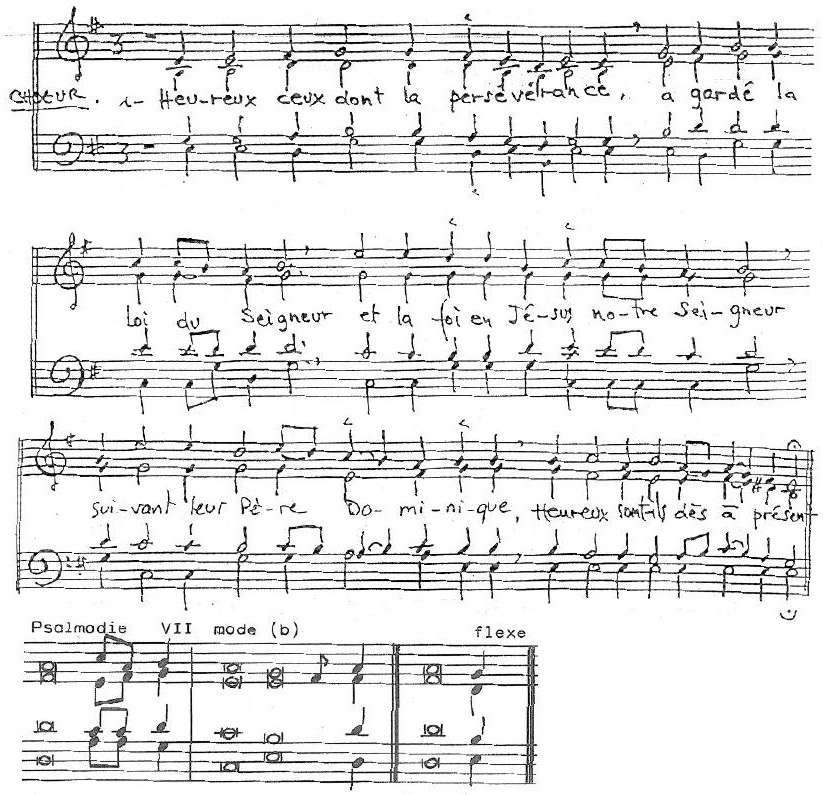 CHOEUR. 1- Heu-reux ceux dont la persévérance, a gardé la
loi du Seigneur et la foi en Jé-sus no-tre Sei-gneur
sui-vant leur Pè-re Do-mi-ni-que, Heureux sont-ils dès à présent
Psalmodie VII mode (b) flexe